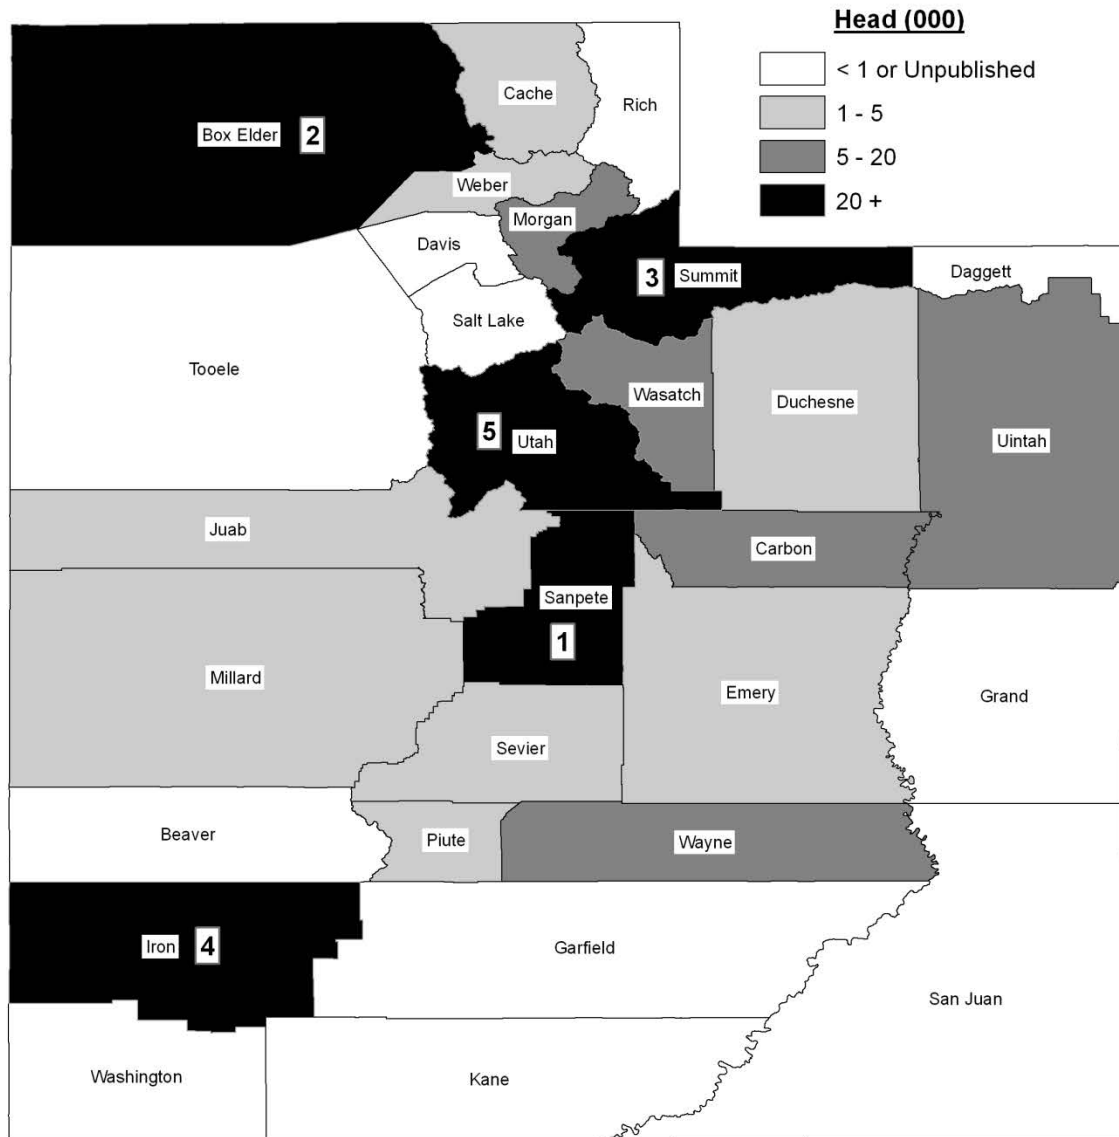 Head (000)
< 1 or Unpublished
1 - 5
5 - 20
20 +
Cache
Rich
Box Elder 2
Weber
Morgan
Davis
3 Summit
Daggett
Salt Lake
Tooele
Wasatch
Duchesne
5 Utah
Uintah
Juab
Carbon
Sanpete
1
Millard
Emery
Grand
Sevier
Beaver
Piute
Wayne
Iron 4
Garfield
San Juan
Washington
Kane